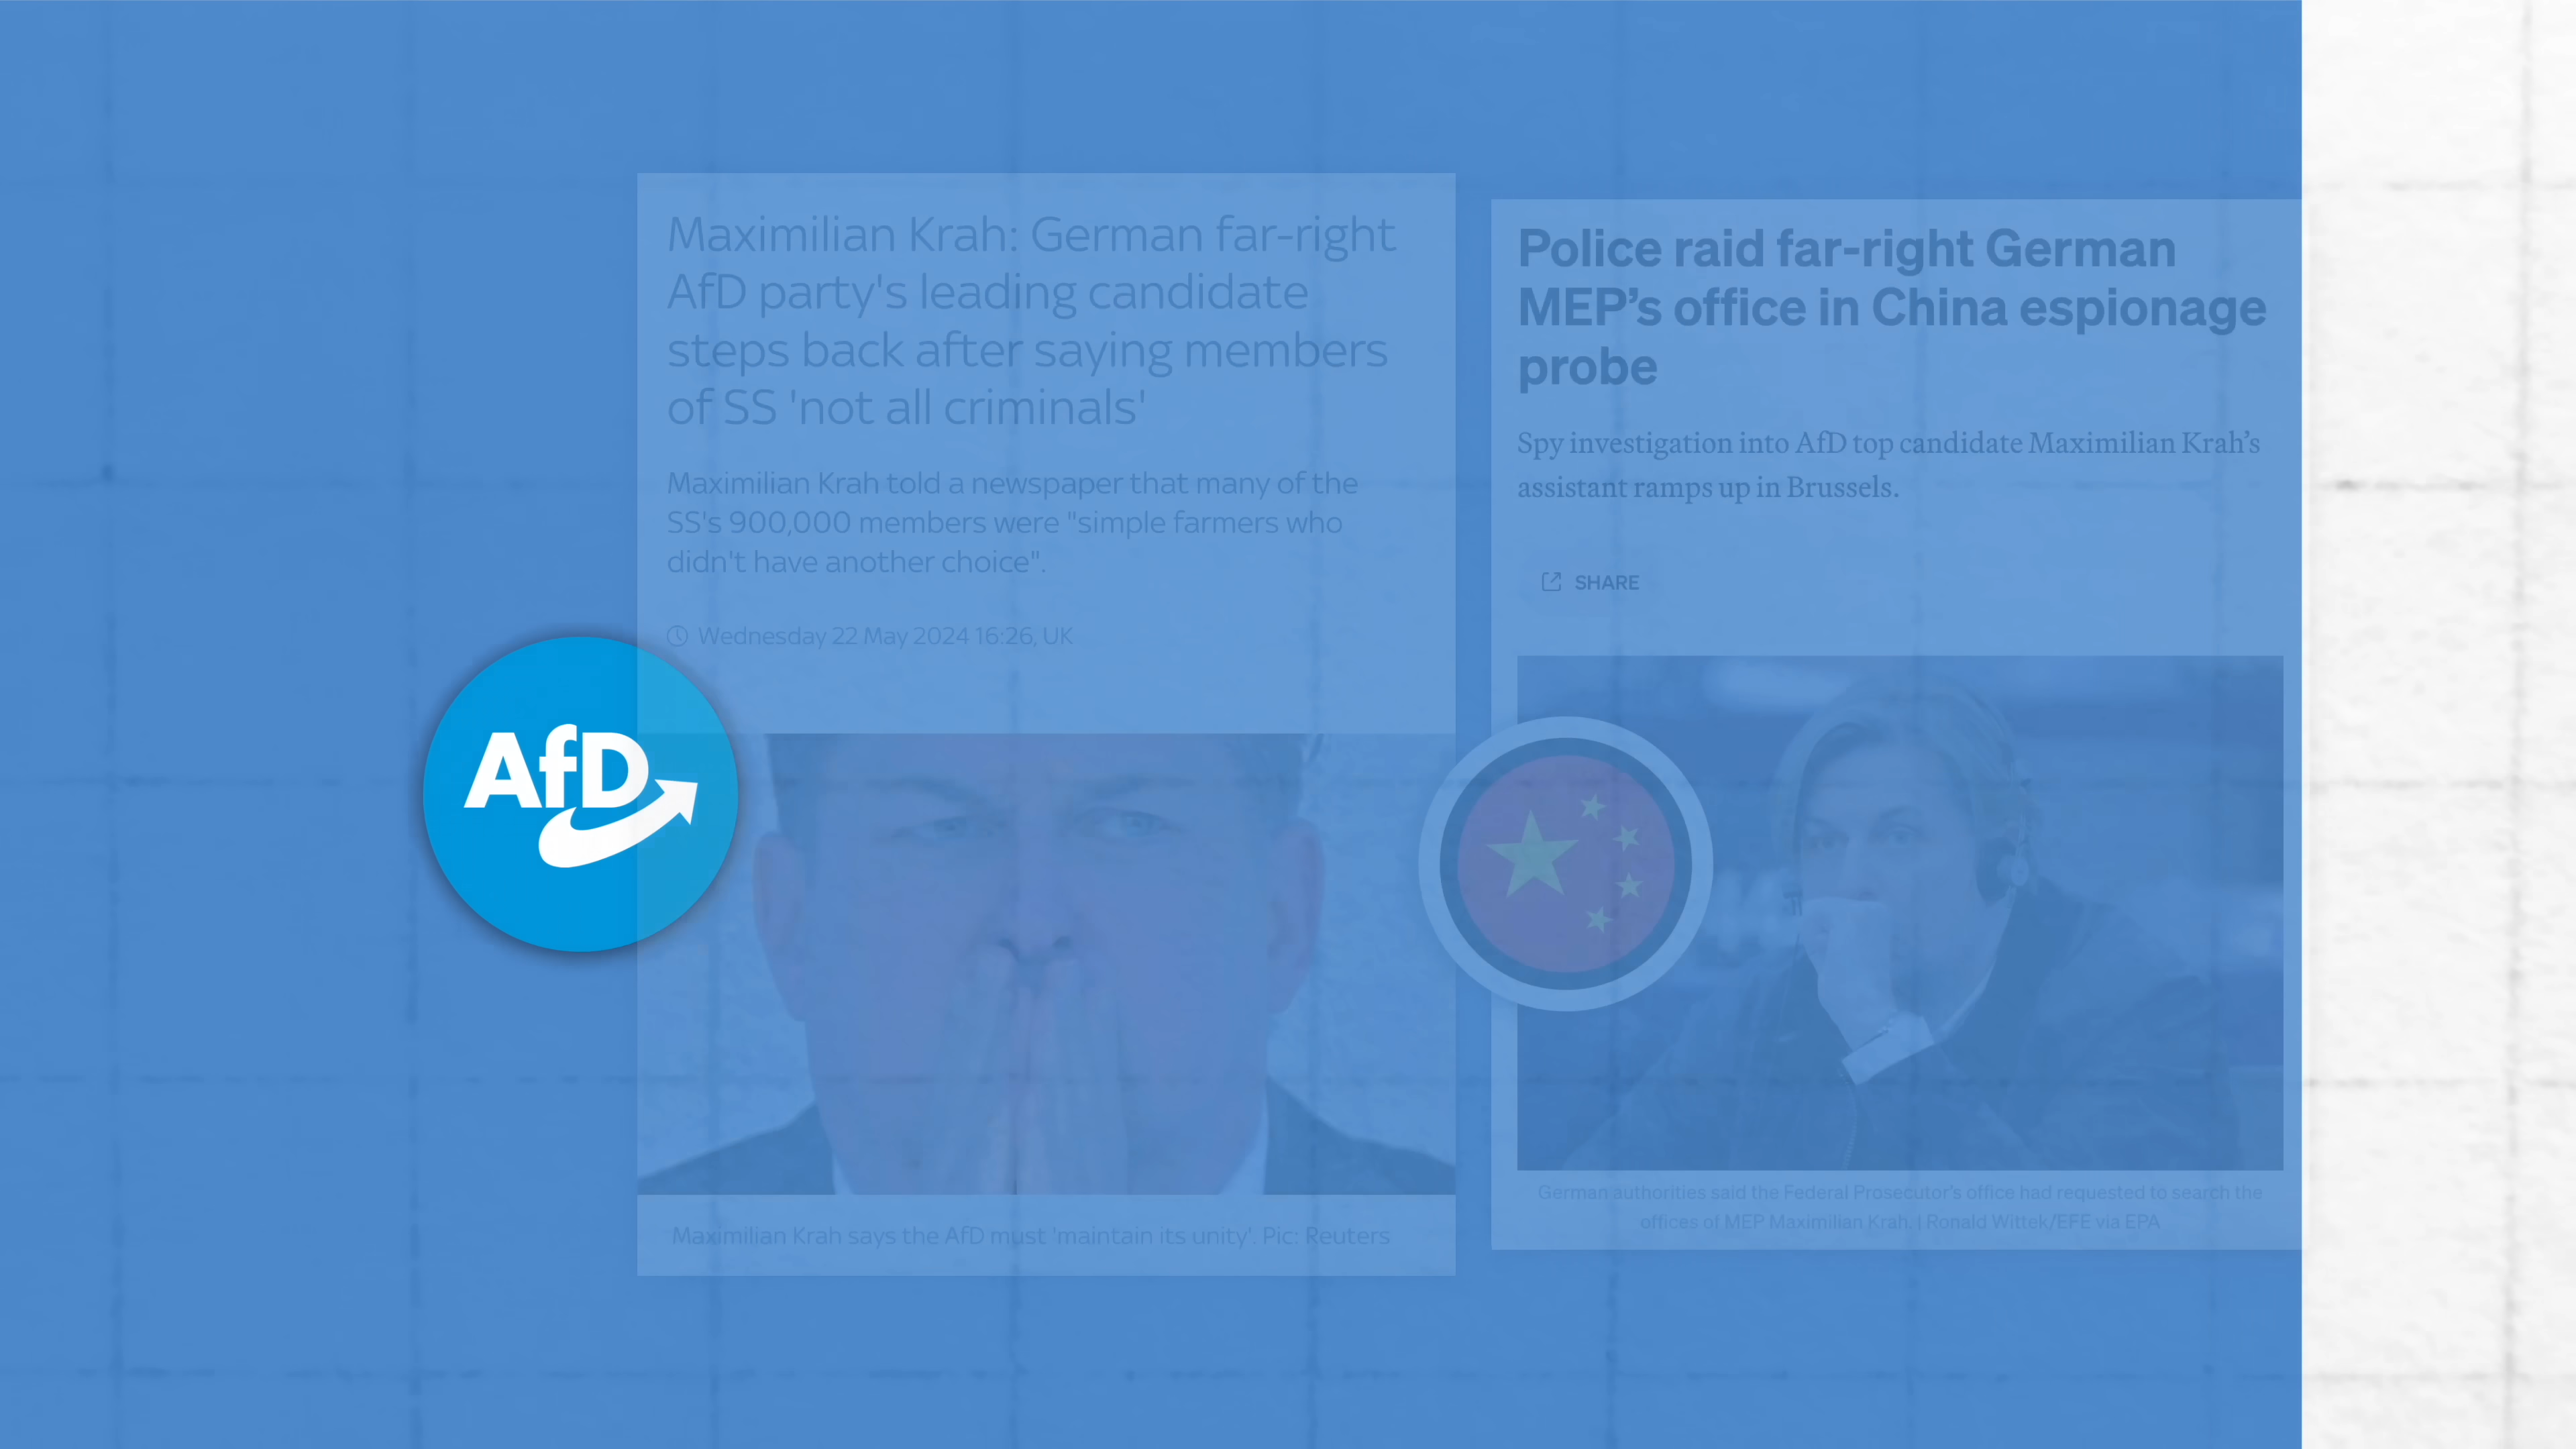 Maximilian Krah: German far-right
AfD party's leading candidate
steps back after saying members
of SS 'not all criminals'
Maximilian Krah told a newspaper that many of the
SS's 900,000 members were "simple farmers who
didn't have another choice".
Wednesday 22 May 2024 16:26, UK
AfD
Maximilian Krah says the AfD must 'maintain its unity'. Pic: Reuters
Police raid far-right German
MEP’s office in China espionage
probe
Spy investigation into AfD top candidate Maximilian Krah’s
assistant ramps up in Brussels.
SHARE
German authorities said the Federal Prosecutor’s office had requested to search the
offices of MEP Maximilian Krah. | Ronald Wittek/EFE via EPA